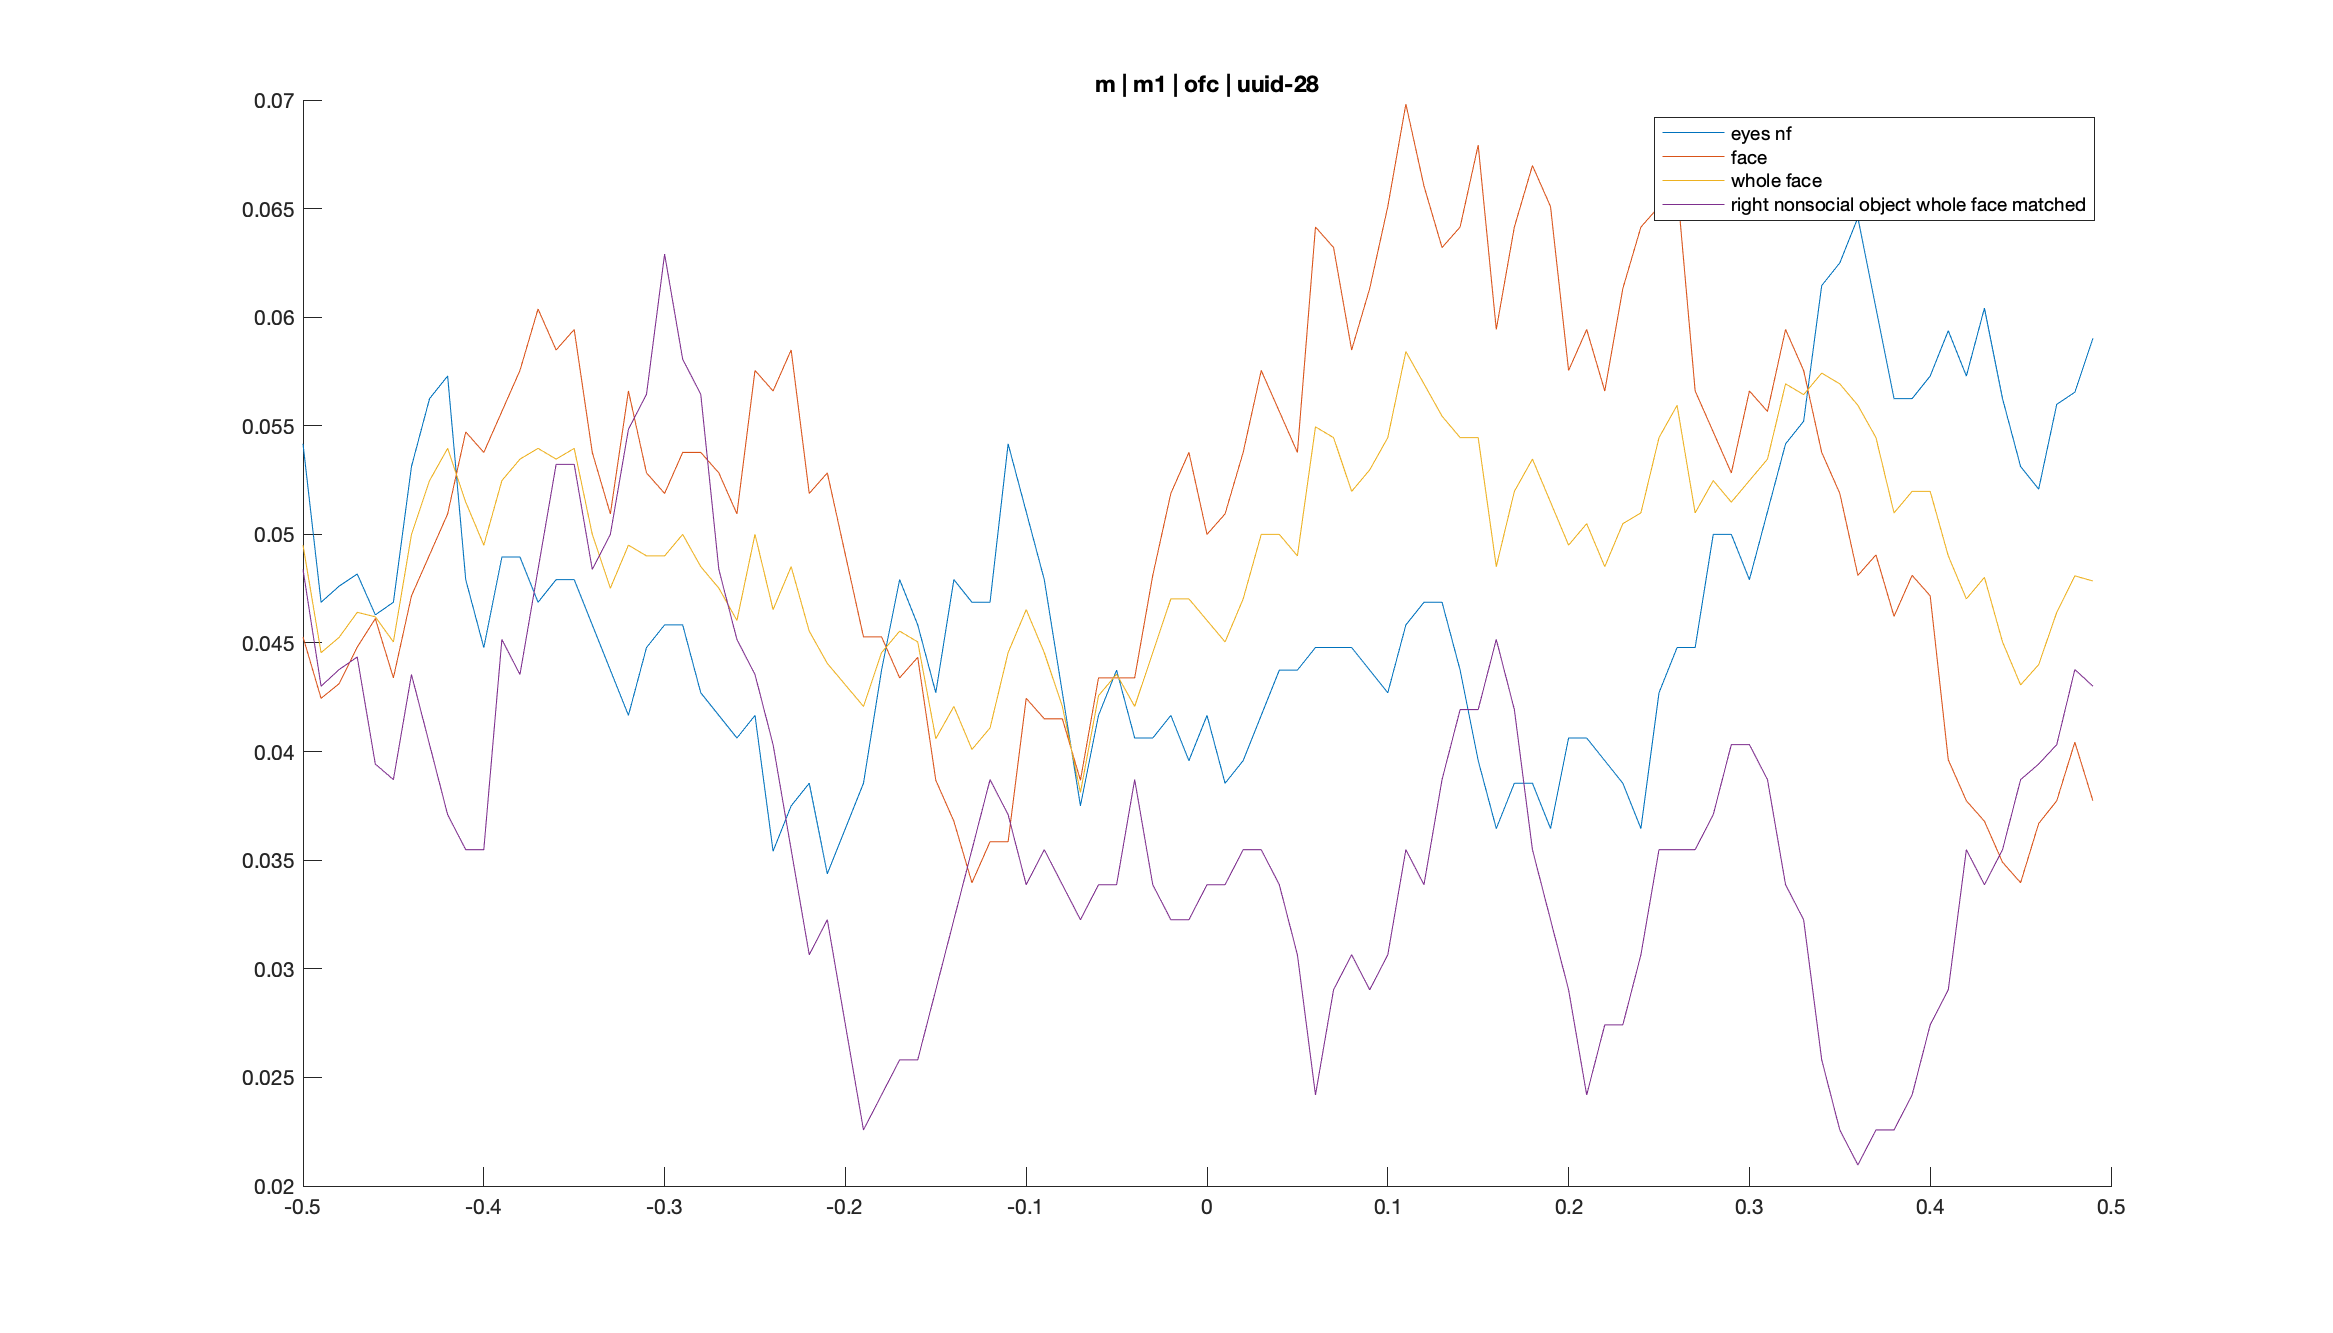 m | m1 | ofc | uuid-28
0.07
0.065
0.06
0.055
0.05
0.045
0.04
0.035
0.03
0.025
0.02
-0.5 -0.4 -0.3 -0.2 -0.1 0 0.1 0.2 0.3 0.4 0.5
eyes nf
face
whole face
right nonsocial object whole face matched